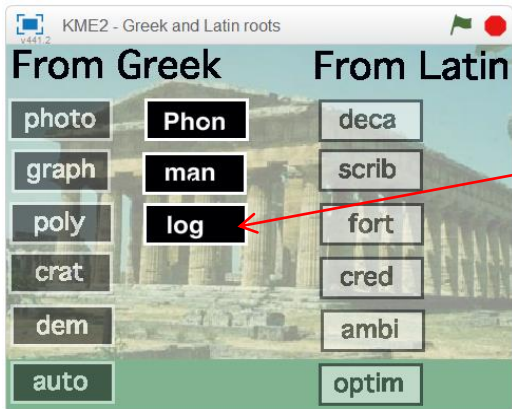 KME2 - Greek and Latin roots
v441.2
From Greek
From Latin
photo
Phon
deca
graph
man
scrib
poly
log
fort
crat
cred
dem
ambi
auto
optim